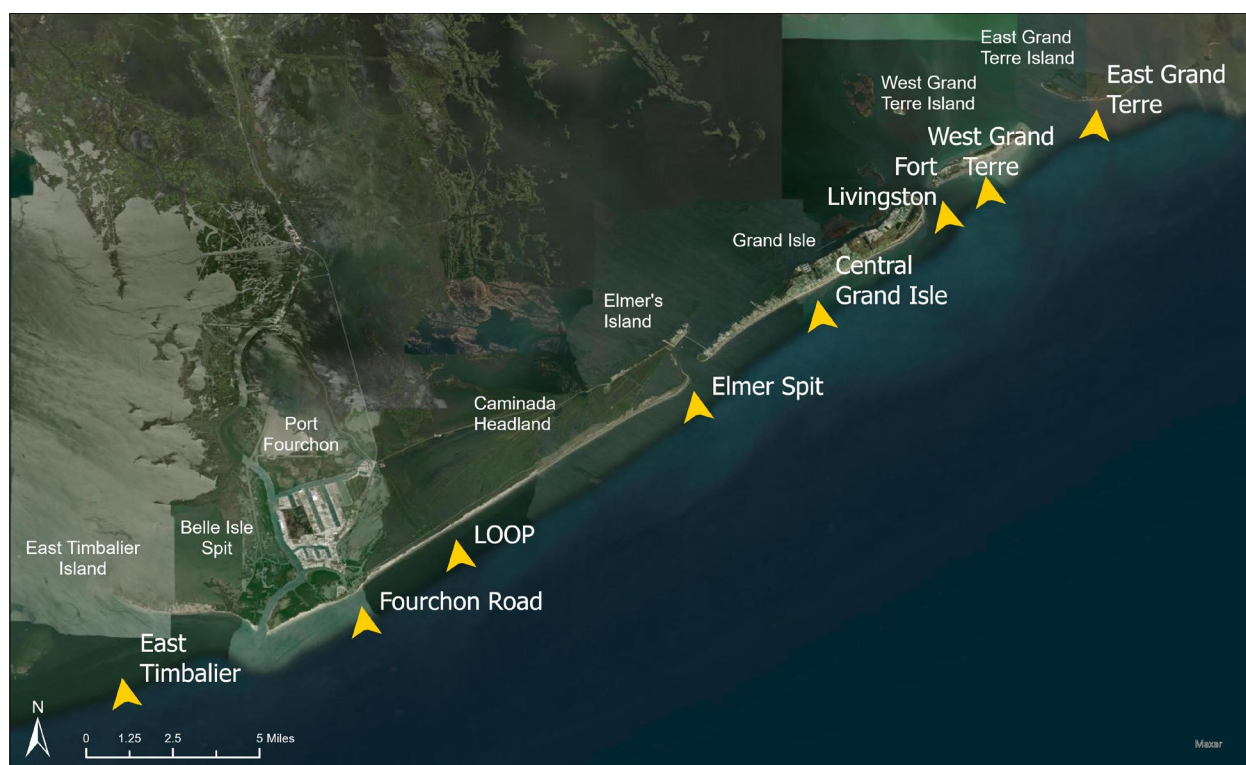 East Grand
Terre Island
East Grand
Terre
West Grand
Terre Island
West Grand
Terre
Fort
Livingston
Grand Isle
Central
Grand Isle
Elmer's
Island
Elmer Spit
Caminada
Headland
Port
Fourchon
LOOP
Belle Isle
Spit
East Timbalier
Island
Fourchon Road
East
Timbalier
N
0 1.25 2.5 5 Miles
Maxar